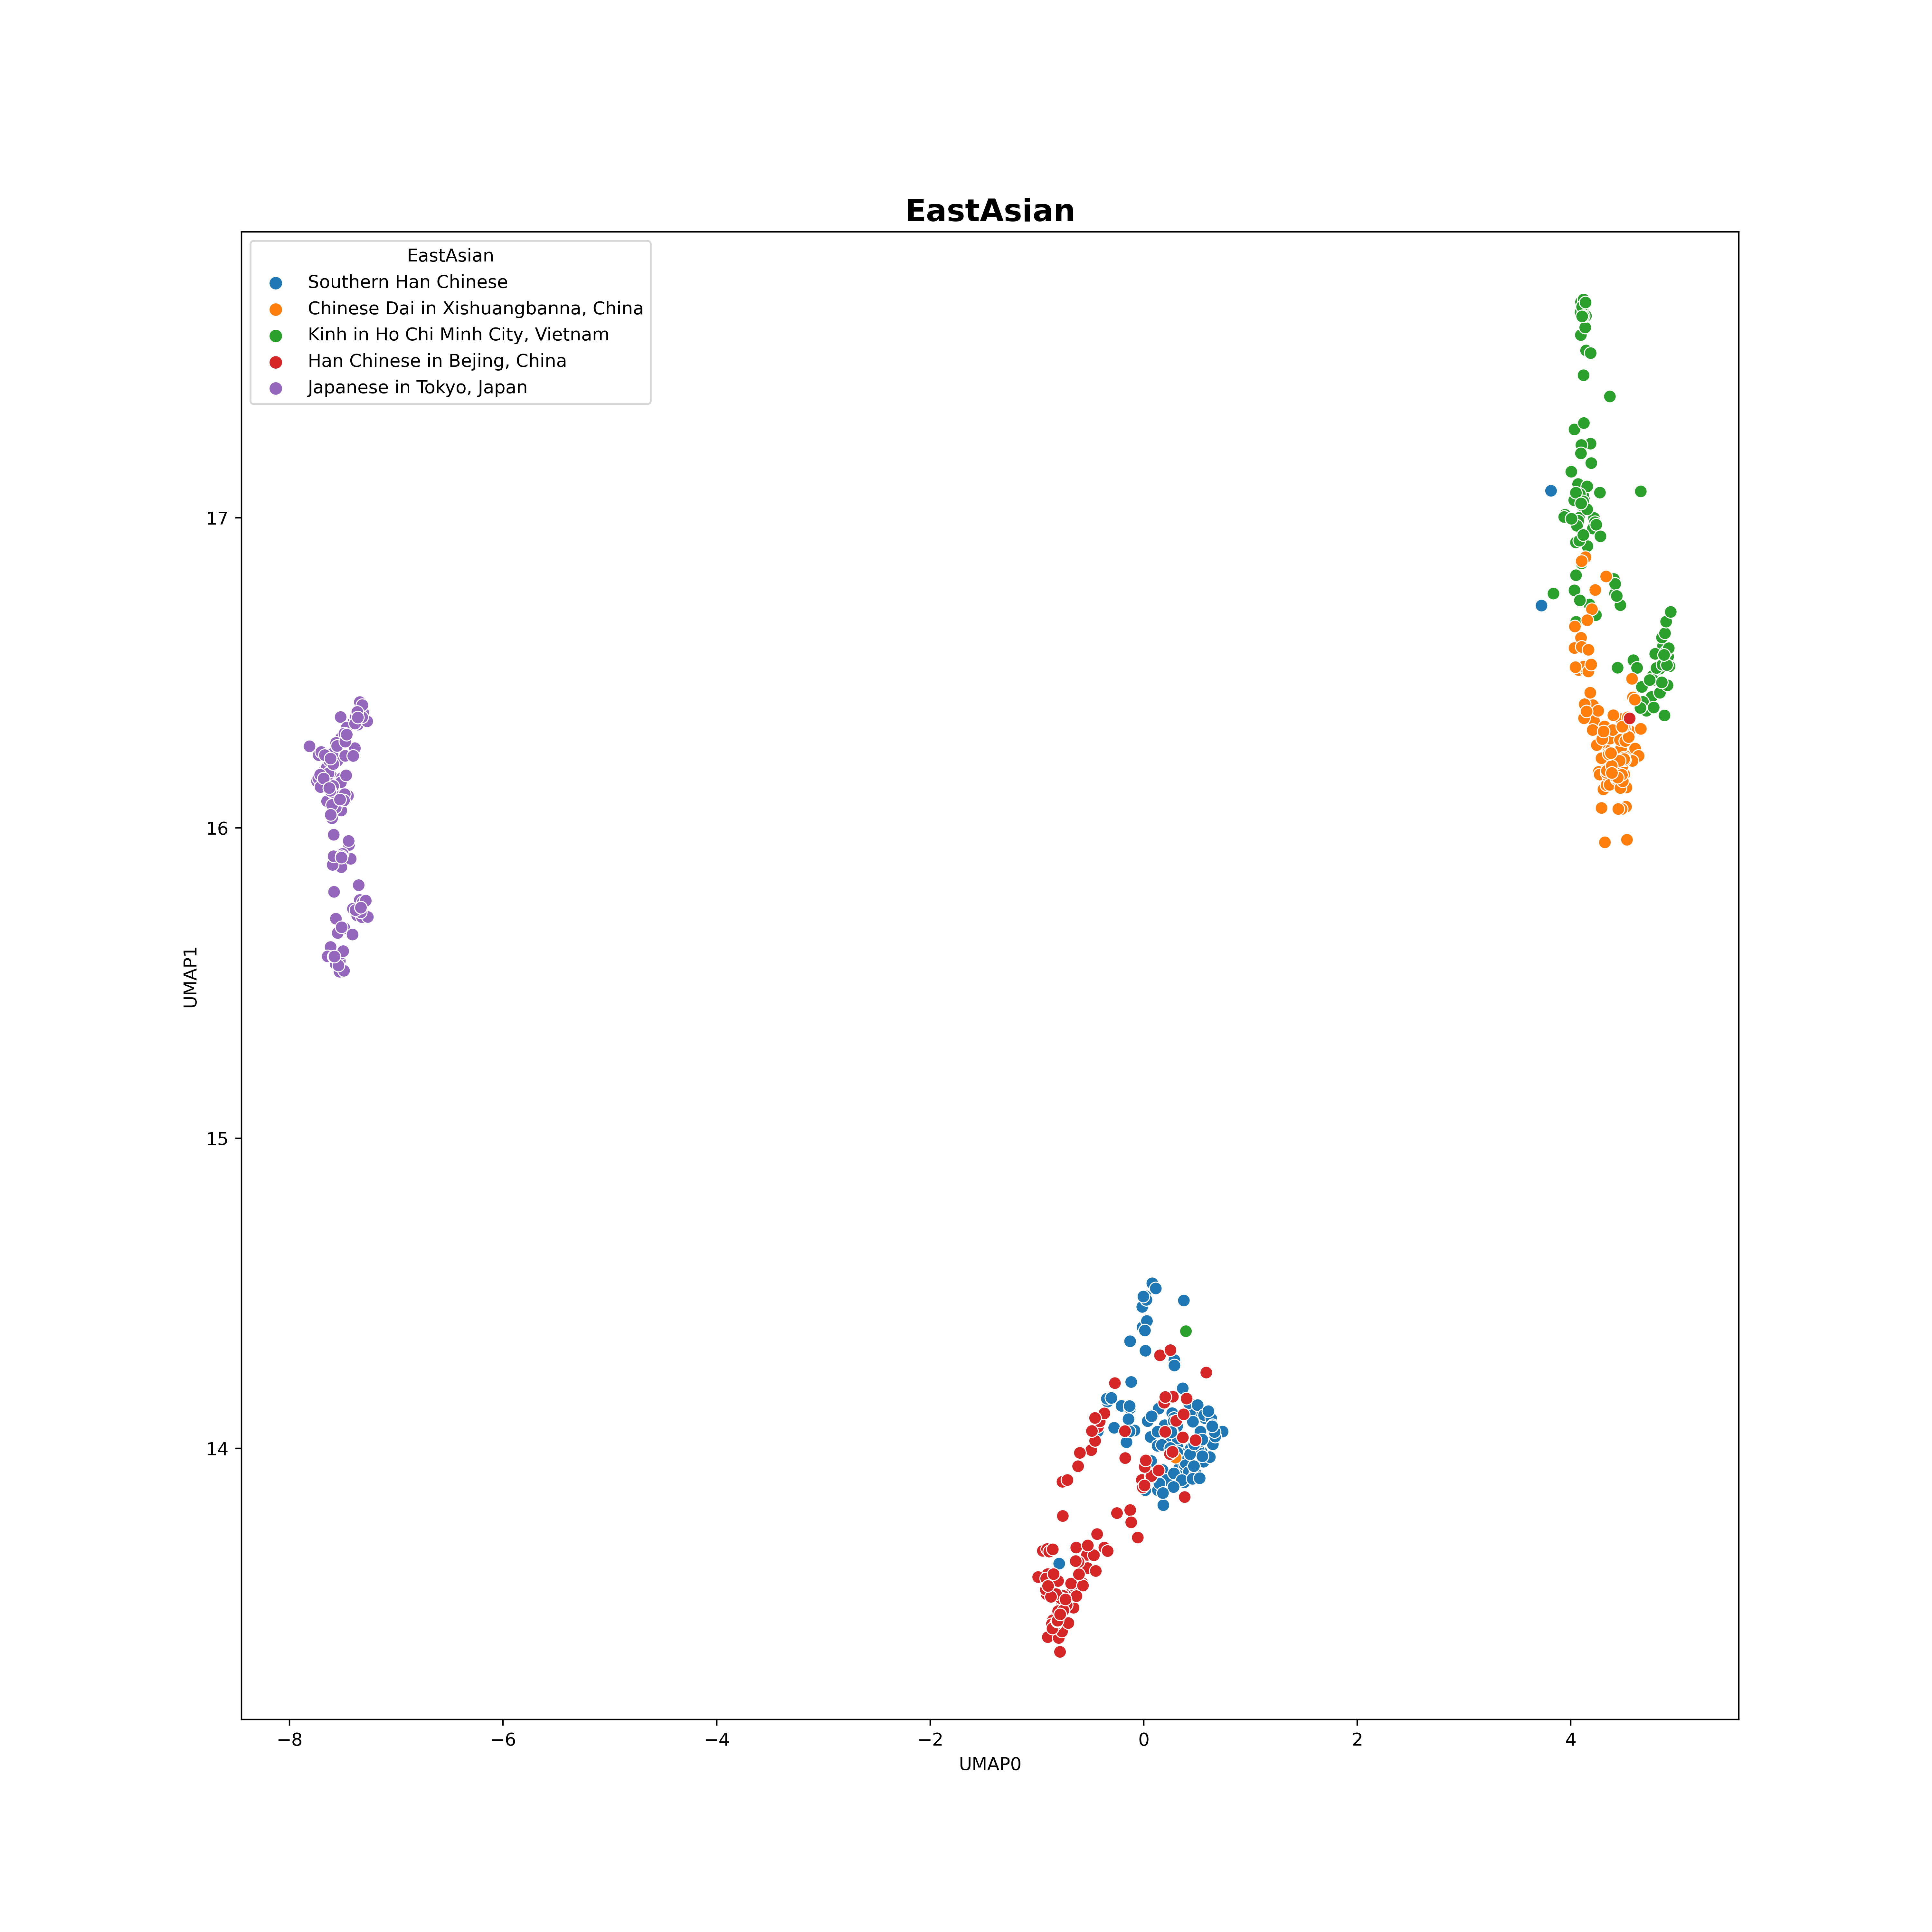 EastAsian
EastAsian
Southern Han Chinese
Chinese Dai in Xishuangbanna, China
Kinh in Ho Chi Minh City, Vietnam
Han Chinese in Bejing, China
Japanese in Tokyo, Japan
17
16
15
14
UMAP1
−8 −6 −4 −2 0 2 4
UMAP0